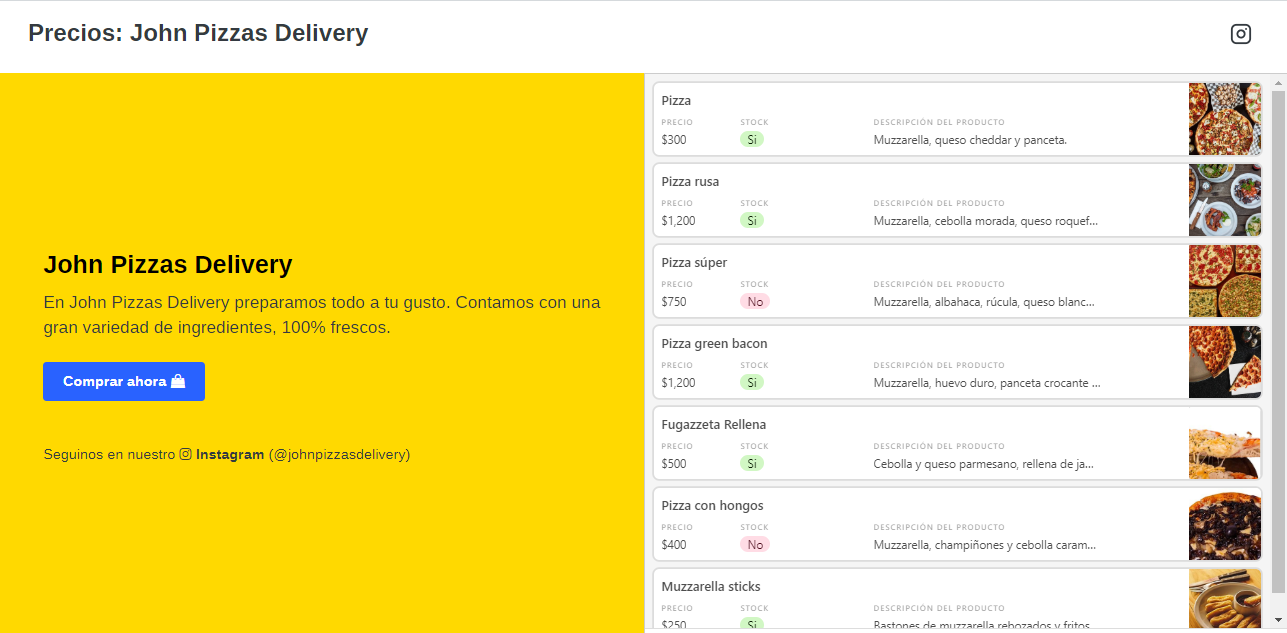 Precios: John Pizzas Delivery
John Pizzas Delivery
En John Pizzas Delivery preparamos todo a tu gusto. Contamos con una
gran variedad de ingredientes, 100% frescos.
Comprar ahora
Seguinos en nuestro Instagram (@johnpizzasdelivery)
Pizza
PRECIO STOCK DESCRIPCIÓN DEL PRODUCTO
$300 Si Muzzarella, queso cheddar y panceta.
Pizza rusa
PRECIO STOCK DESCRIPCIÓN DEL PRODUCTO
$1,200 Si Muzzarella, cebolla morada, queso roquef...
Pizza súper
PRECIO STOCK DESCRIPCIÓN DEL PRODUCTO
$750 No Muzzarella, albahaca, rúcula, queso blanc...
Pizza green bacon
PRECIO STOCK DESCRIPCIÓN DEL PRODUCTO
$1,200 Si Muzzarella, huevo duro, panceta crocante ...
Fugazzeta Rellena
PRECIO STOCK DESCRIPCIÓN DEL PRODUCTO
$500 Si Cebolla y queso parmesano, rellena de ja...
Pizza con hongos
PRECIO STOCK DESCRIPCIÓN DEL PRODUCTO
$400 No Muzzarella, champiñones y cebolla caram...
Muzzarella sticks
PRECIO STOCK DESCRIPCIÓN DEL PRODUCTO
$250 Si Bastones de muzzarella rebozados y fritos